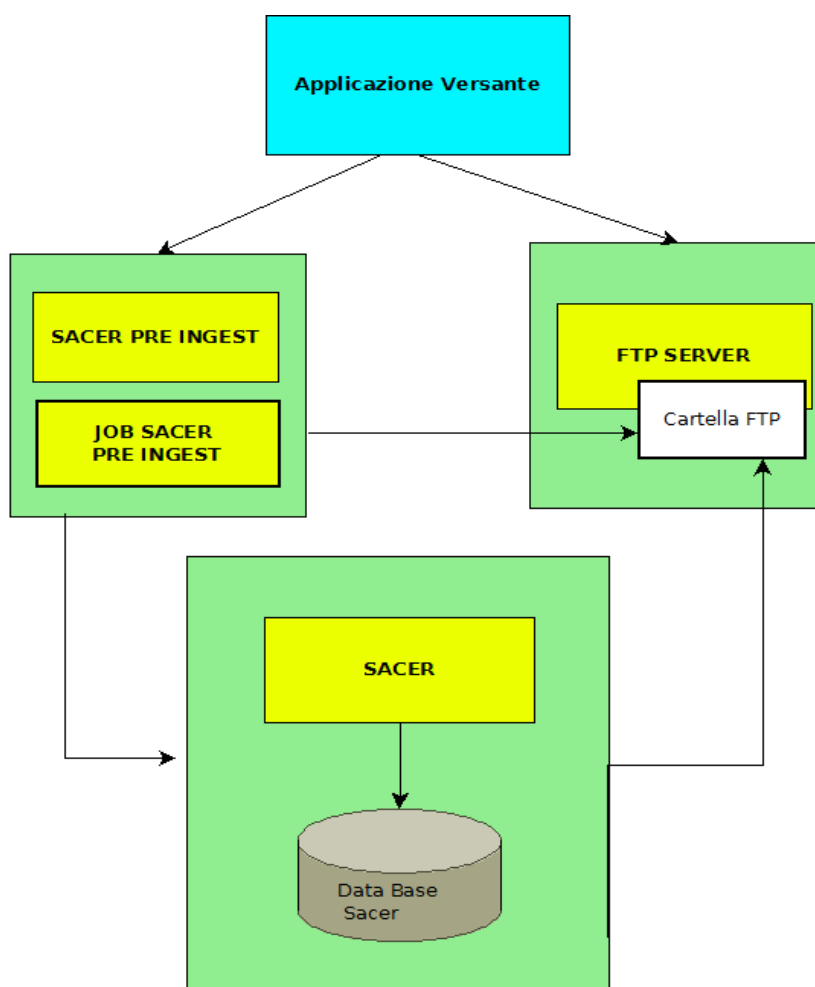 Applicazione Versante
SACER PRE INGEST
JOB SACER
PRE INGEST
FTP SERVER
Cartella FTP
SACER
Data Base
Sacer